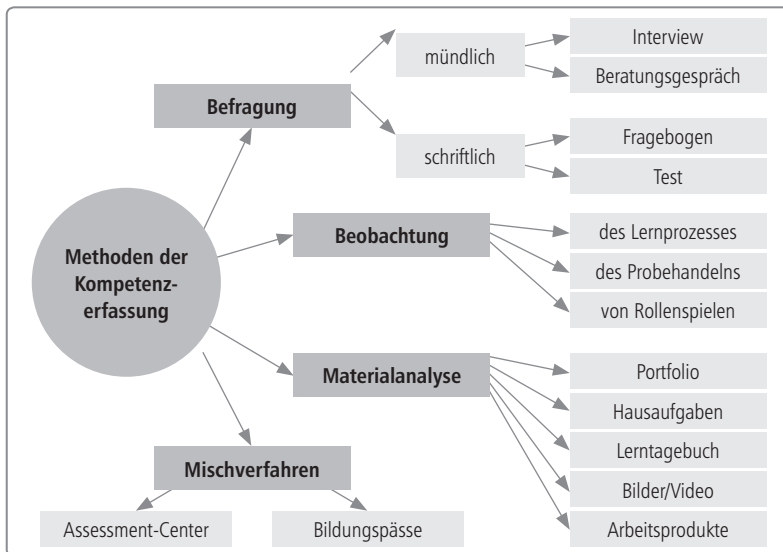 Methoden der
Kompetenz-
erfassung
Befragung
mündlich
Interview
Beratungsgespräch
schriftlich
Fragebogen
Test
Beobachtung
des Lernprozesses
des Probehandelns
von Rollenspielen
Materialanalyse
Portfolio
Hausaufgaben
Lerntagebuch
Bilder/Video
Arbeitsprodukte
Mischverfahren
Assessment-Center
Bildungspässe